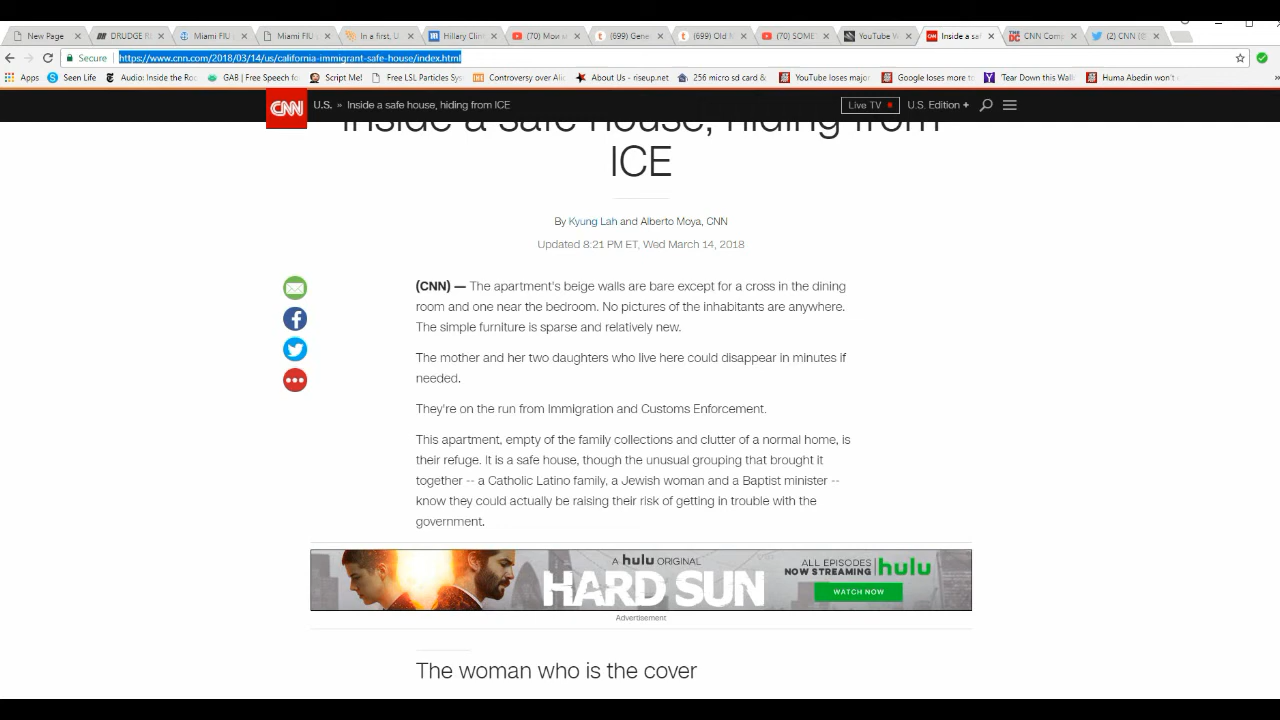 New Page
DRUDGE R
Miami FIU
Miami FIU
In a first, U
Hillary Clin
(70) Мои м
(699) Gene
(699) Old M
(70) SOME
YouTube V
Inside a sa
CNN Com
(2) CNN (@
Secure
https://www.cnn.com/2018/03/14/us/california-immigrant-safe-house/index.html
Apps
Seen Life
Audio: Inside the Ro
GAB | Free Speech fo
Script Me!
Free LSL Particles Sys
Controversy over Alie
About Us - riseup.net
256 micro sd card &
YouTube loses major
Google loses more to
Tear Down this Wall
Huma Abedin won't
CNN
U.S. » Inside a safe house, hiding from ICE
Live TV
U.S. Edition +
Inside a safe house, hiding from
ICE
By Kyung Lah and Alberto Moya, CNN
Updated 8:21 PM ET, Wed March 14, 2018
(CNN) — The apartment's beige walls are bare except for a cross in the dining
room and one near the bedroom. No pictures of the inhabitants are anywhere.
The simple furniture is sparse and relatively new.
The mother and her two daughters who live here could disappear in minutes if
needed.
They're on the run from Immigration and Customs Enforcement.
This apartment, empty of the family collections and clutter of a normal home, is
their refuge. It is a safe house, though the unusual grouping that brought it
together -- a Catholic Latino family, a Jewish woman and a Baptist minister --
know they could actually be raising their risk of getting in trouble with the
government.
A hulu ORIGINAL
HARD SUN
ALL EPISODES
NOW STREAMING
hulu
WATCH NOW
Advertisement
The woman who is the cover